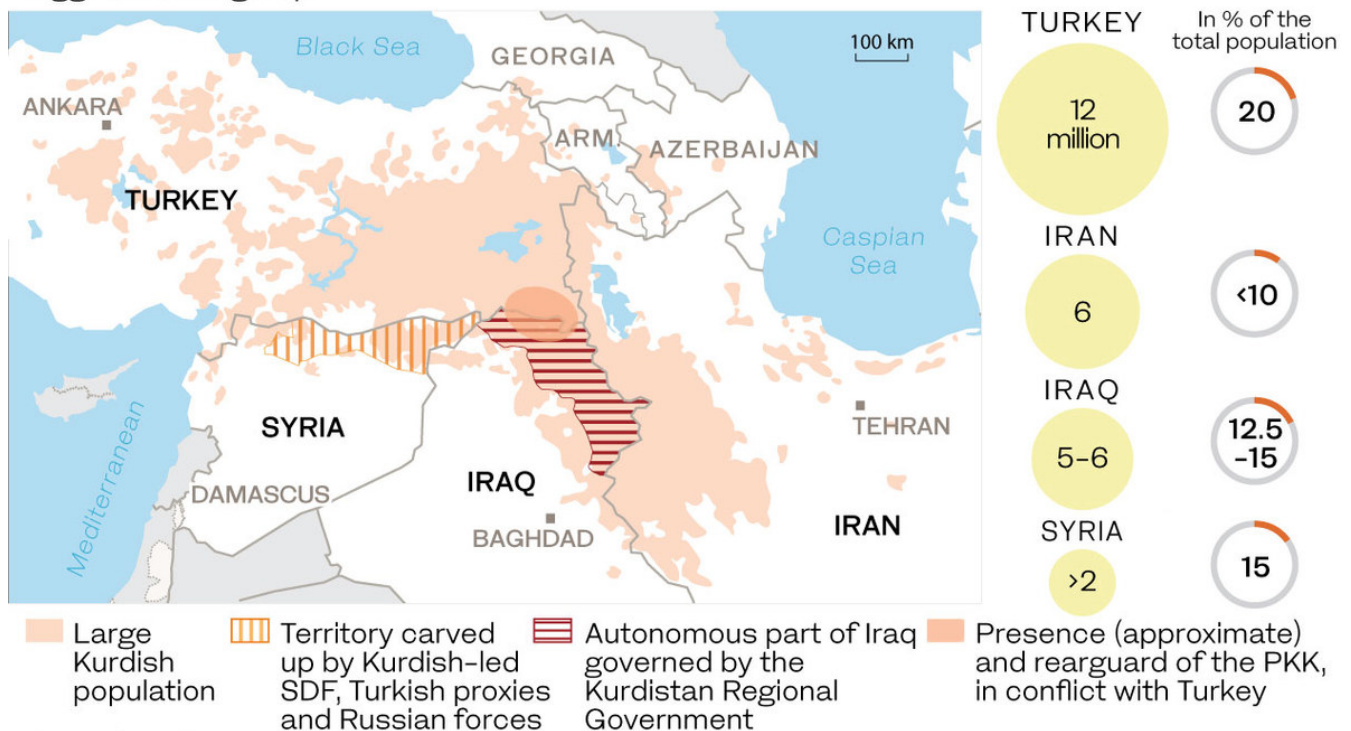 Black Sea
GEORGIA
100 km
ANKARA
ARM.
AZERBAIJAN
TURKEY
Caspian
Sea
SYRIA
TEHRAN
IRAQ
DAMASCUS
BAGHDAD
IRAN
Mediterranean
TURKEY
In % of the
total population
12
million
20
IRAN
6
<10
IRAQ
5–6
12.5
–15
SYRIA
>2
15
Large
Kurdish
population
Territory carved
up by Kurdish-led
SDF, Turkish proxies
and Russian forces
Autonomous part of Iraq
governed by the
Kurdistan Regional
Government
Presence (approximate)
and rearguard of the PKK,
in conflict with Turkey